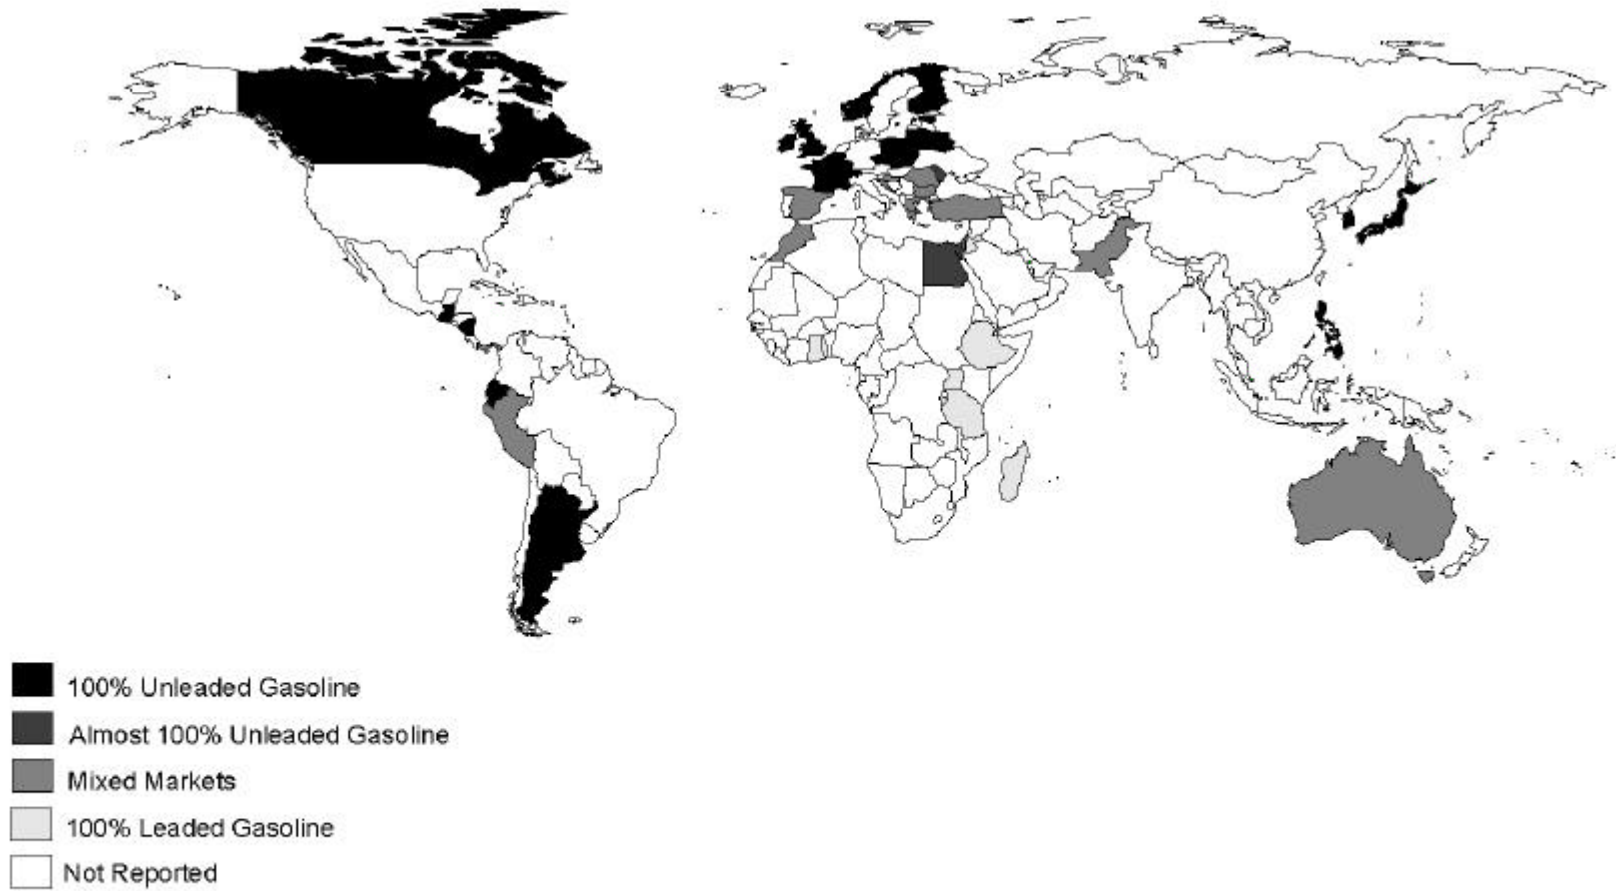 100% Unleaded Gasoline
Almost 100% Unleaded Gasoline
Mixed Markets
100% Leaded Gasoline
Not Reported